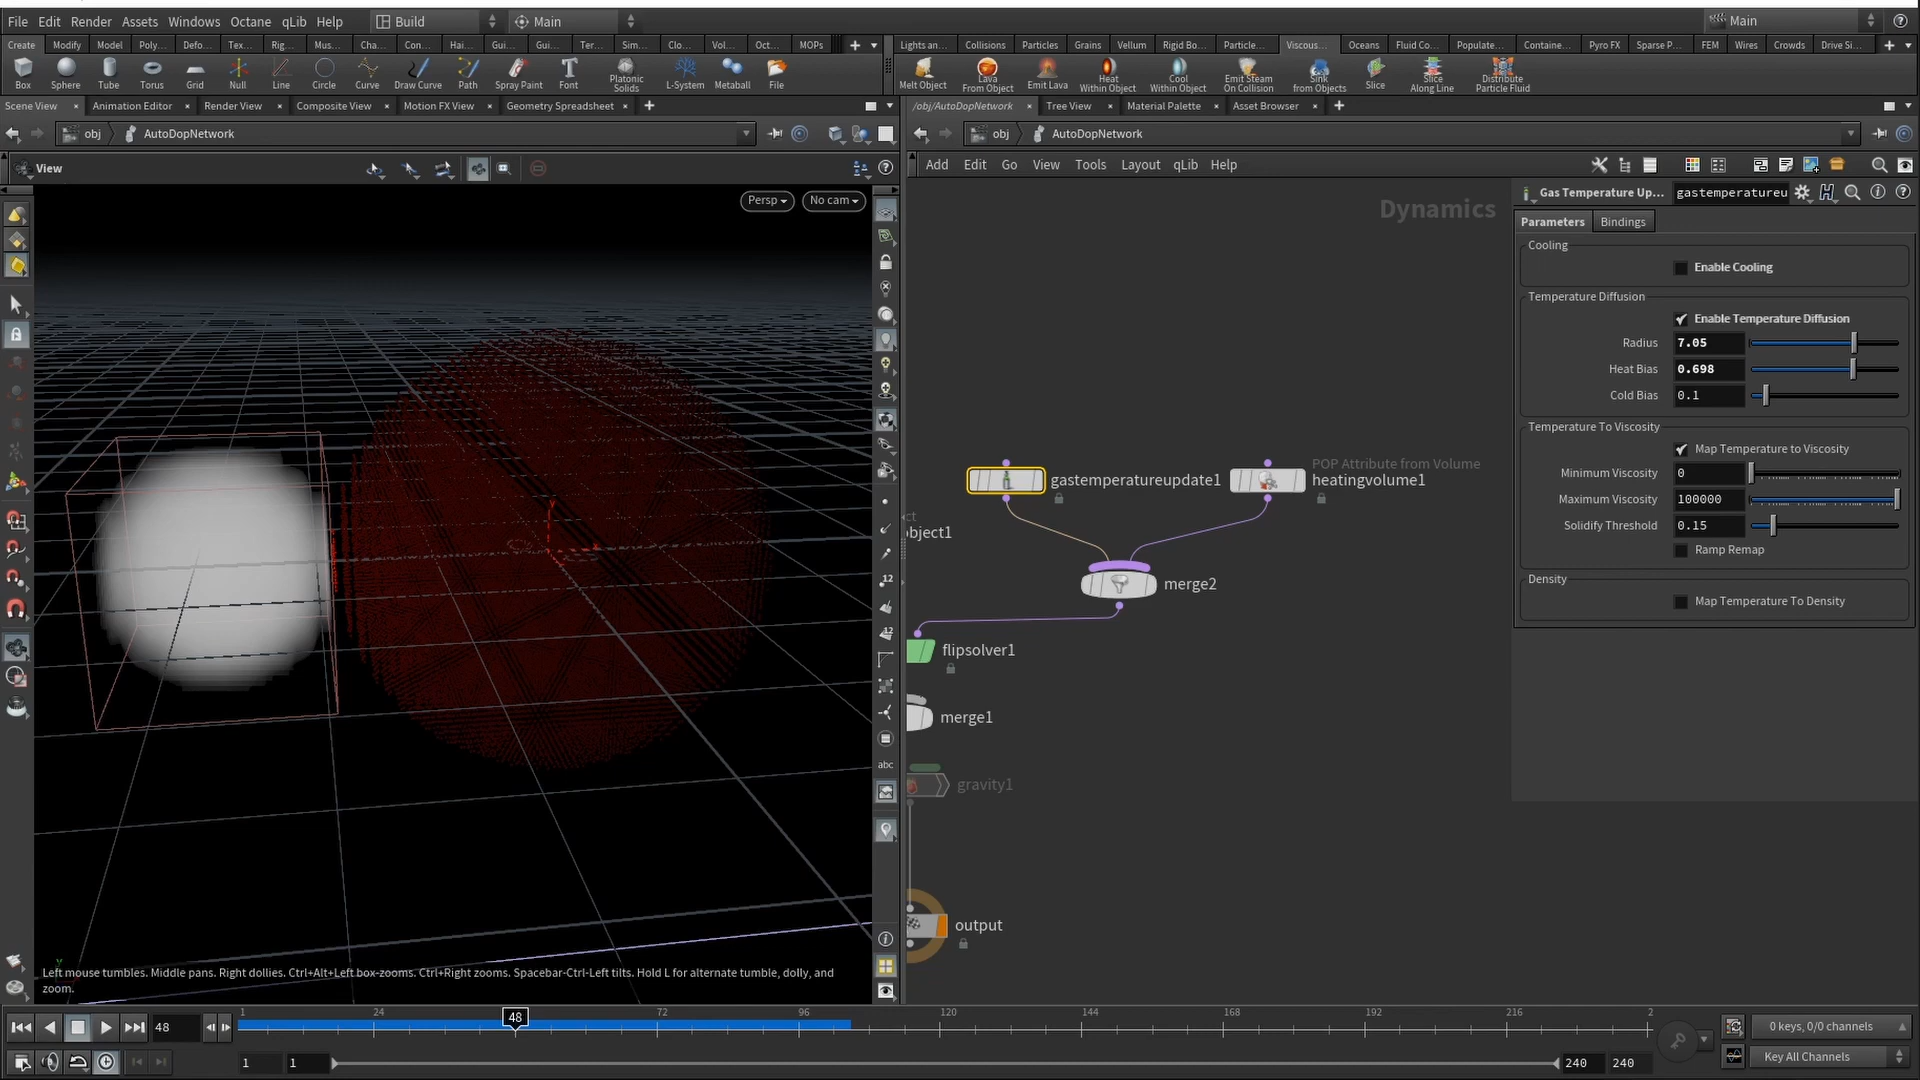 File Edit Render Assets Windows Octane qLib Help Build Main Main
Create Modify Model Poly... Defo... Tex... Rig... Mus... Cha... Con... Hai... Gui... Gui... Ter... Sim... Clo... Vol... Oct... MOPs
Lights an... Collisions Particles Grains Vellum Rigid Bo... Particle... Viscous... Oceans Fluid Co... Populate... Containe... Pyro FX Sparse P... FEM Wires Crowds Drive Si...
Box Sphere Tube Torus Grid Null Line Circle Curve Draw Curve Path Spray Paint Font Platonic Solids L-System Metaball File
Melt Object Lava From Object Emit Lava Heat Within Object Cool Within Object Emit Steam On Collision Sink from Objects Slice Slice Along Line Distribute Particle Fluid
Scene View Animation Editor Render View Composite View Motion FX View Geometry Spreadsheet
/obj/AutoDopNetwork Tree View Material Palette Asset Browser
obj AutoDopNetwork
obj AutoDopNetwork
View
Add Edit Go View Tools Layout qLib Help
Persp No cam
Dynamics
Gas Temperature Up... gastemperatureu
Parameters Bindings
Cooling
Enable Cooling
Temperature Diffusion
Enable Temperature Diffusion
Radius 7.05
Heat Bias 0.698
Cold Bias 0.1
Temperature To Viscosity
Map Temperature to Viscosity
Minimum Viscosity 0
Maximum Viscosity 100000
Solidify Threshold 0.15
Ramp Remap
Density
Map Temperature To Density
POP Attribute from Volume
gastemperatureupdate1 heatingvolume1
ct
object1
merge2
flipsolver1
merge1
gravity1
output
12
12
abc
y
x
y
Left mouse tumbles. Middle pans. Right dollies. Ctrl+Alt+Left box-zooms. Ctrl+Right zooms. Spacebar-Ctrl-Left tilts. Hold L for alternate tumble, dolly, and
zoom.
1 24 48 72 96 120 144 168 192 216 2
48
0 keys, 0/0 channels
1 1 240 240
Key All Channels